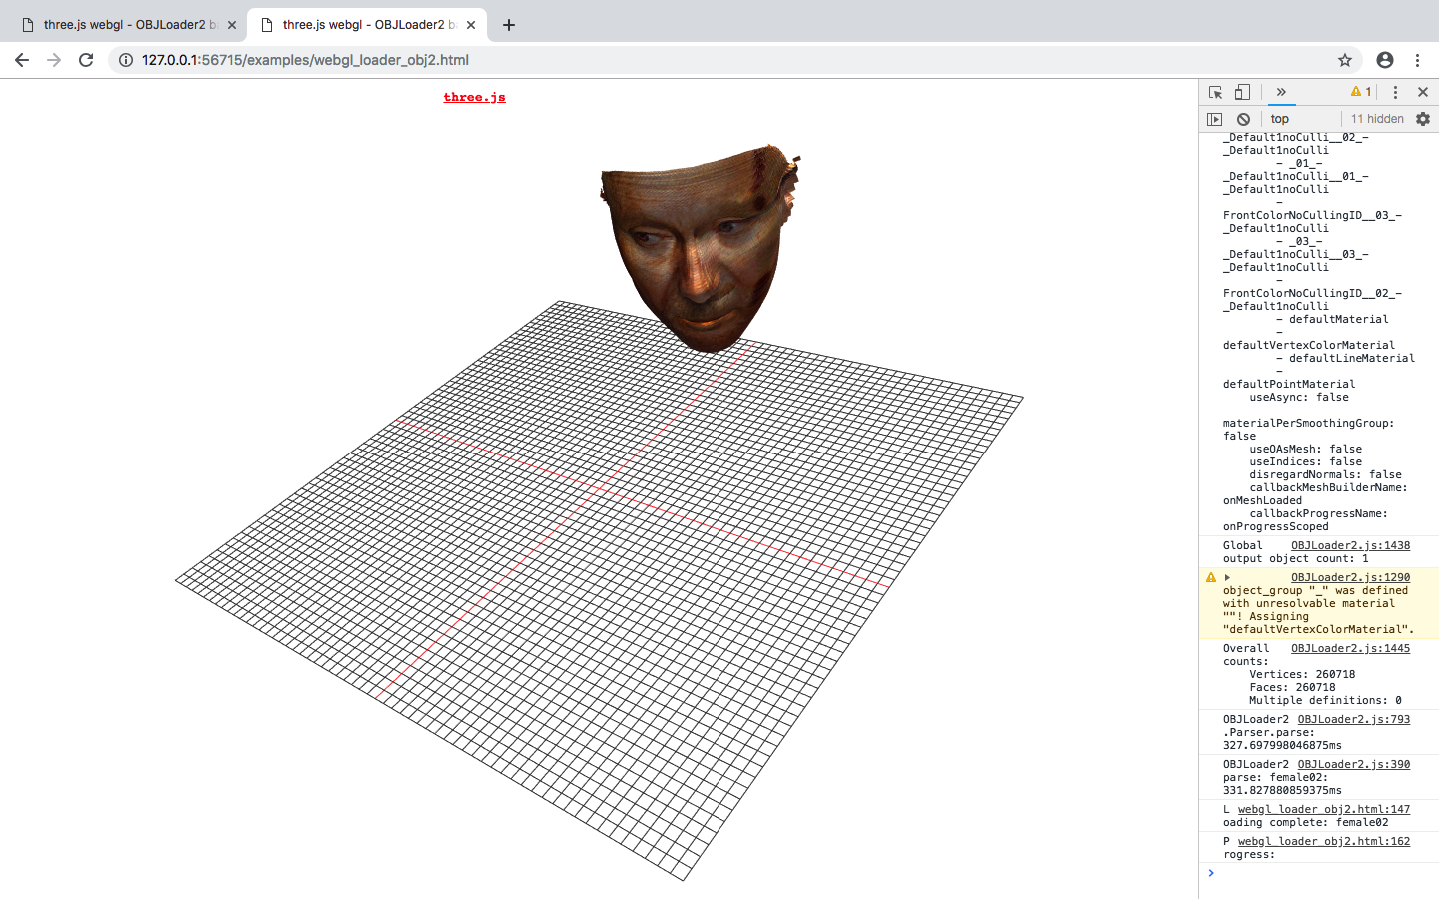 three.js webgl - OBJLoader2 b
three.js webgl - OBJLoader2 b
127.0.0.1:56715/examples/webgl_loader_obj2.html
three.js
1
top
11 hidden
_Default1noCulli__02_-
_Default1noCulli
- _01_-
_Default1noCulli__01_-
_Default1noCulli
-
FrontColorNoCullingID__03_-
_Default1noCulli
- _03_-
_Default1noCulli__03_-
_Default1noCulli
-
FrontColorNoCullingID__02_-
_Default1noCulli
- defaultMaterial
-
defaultVertexColorMaterial
- defaultLineMaterial
-
defaultPointMaterial
useAsync: false
materialPerSmoothingGroup:
false
useOAsMesh: false
useIndices: false
disregardNormals: false
callbackMeshBuilderName:
onMeshLoaded
callbackProgressName:
onProgressScoped
Global OBJLoader2.js:1438
output object count: 1
OBJLoader2.js:1290
object_group "_" was defined
with unresolvable material
""! Assigning
"defaultVertexColorMaterial".
Overall OBJLoader2.js:1445
counts:
Vertices: 260718
Faces: 260718
Multiple definitions: 0
OBJLoader2 OBJLoader2.js:793
.Parser.parse:
327.697998046875ms
OBJLoader2 OBJLoader2.js:390
parse: female02:
331.827880859375ms
L webgl_loader_obj2.html:147
oading complete: female02
P webgl_loader_obj2.html:162
rogress: